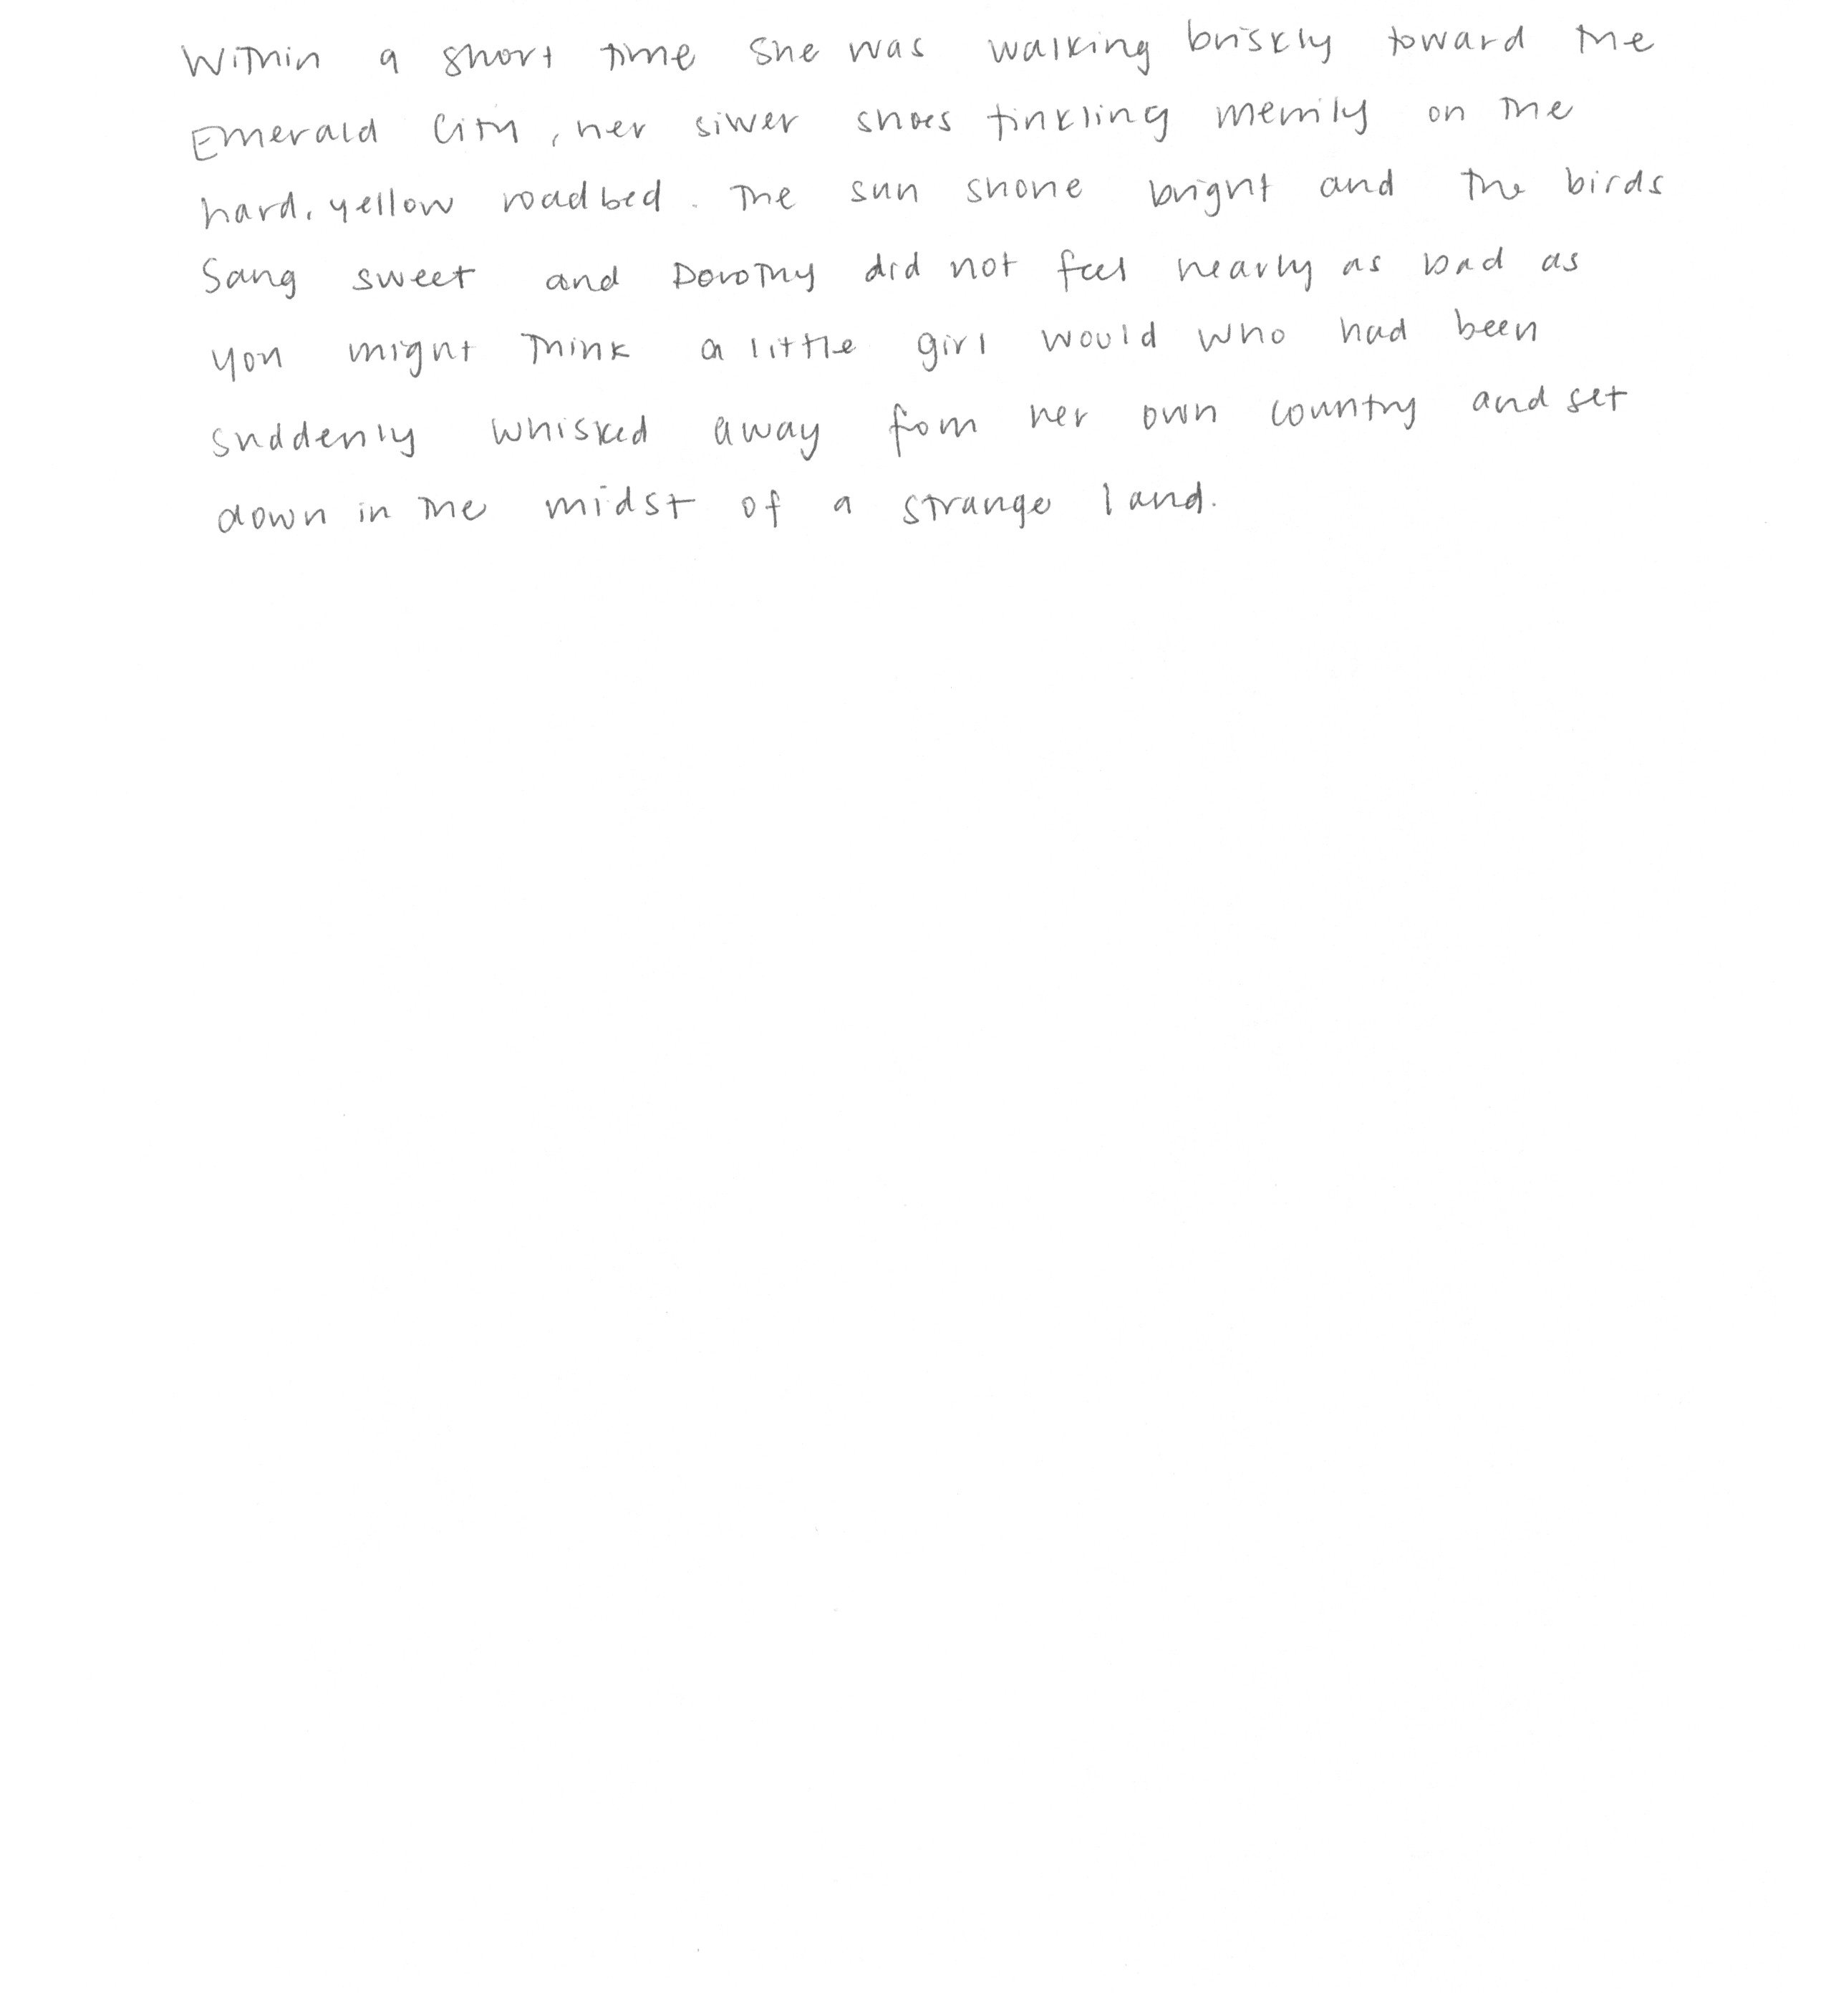 Within a short time she was walking briskly toward the
Emerald City, her silver shoes tinkling merrily on the
hard, yellow roadbed. The sun shone bright and the birds
sang sweet and Dorothy did not feel nearly as bad as
you might think a little girl would who had been
suddenly whisked away from her own country and set
down in the midst of a strange land.